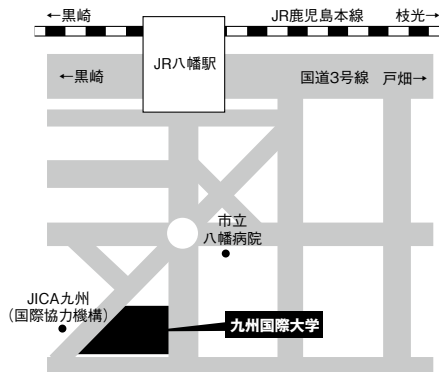 ←黒崎
JR鹿児島本線
枝光→
JR八幡駅
←黒崎
国道3号線
戸畑→
市立
八幡病院
JICA九州
（国際協力機構）
九州国際大学